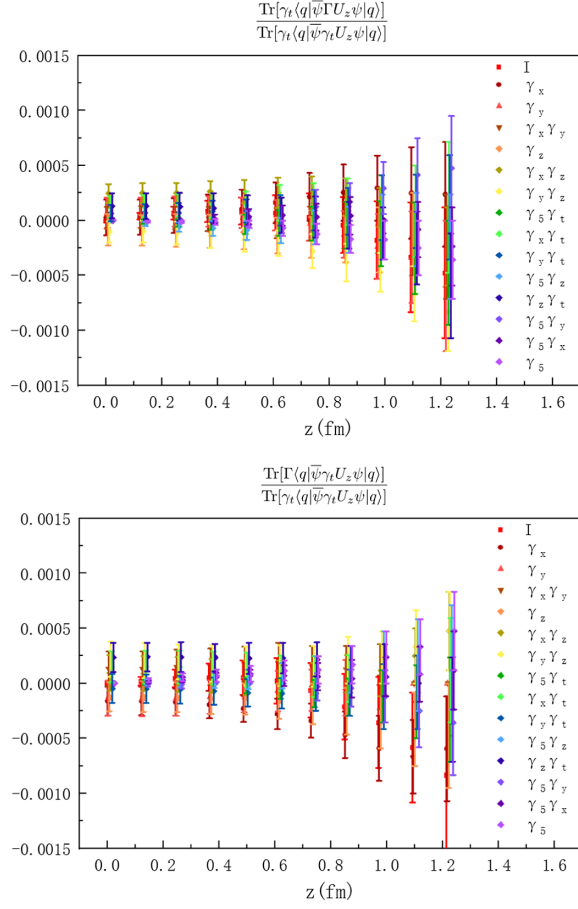 Tr[γt⟨q|ψ̅ΓUzψ|q⟩]
Tr[γt⟨q|ψ̅γtUzψ|q⟩]
0.0015
0.0010
0.0005
0.0000
−0.0005
−0.0010
−0.0015
I
γx
γy
γxγy
γz
γxγz
γyγz
γ5γt
γxγt
γyγt
γ5γz
γzγt
γ5γy
γ5γx
γ5
0.0 0.2 0.4 0.6 0.8 1.0 1.2 1.4 1.6
z(fm)
Tr[Γ⟨q|ψ̅γtUzψ|q⟩]
Tr[γt⟨q|ψ̅γtUzψ|q⟩]
0.0015
0.0010
0.0005
0.0000
−0.0005
−0.0010
−0.0015
I
γx
γy
γxγy
γz
γxγz
γyγz
γ5γt
γxγt
γyγt
γ5γz
γzγt
γ5γy
γ5γx
γ5
0.0 0.2 0.4 0.6 0.8 1.0 1.2 1.4 1.6
z(fm)